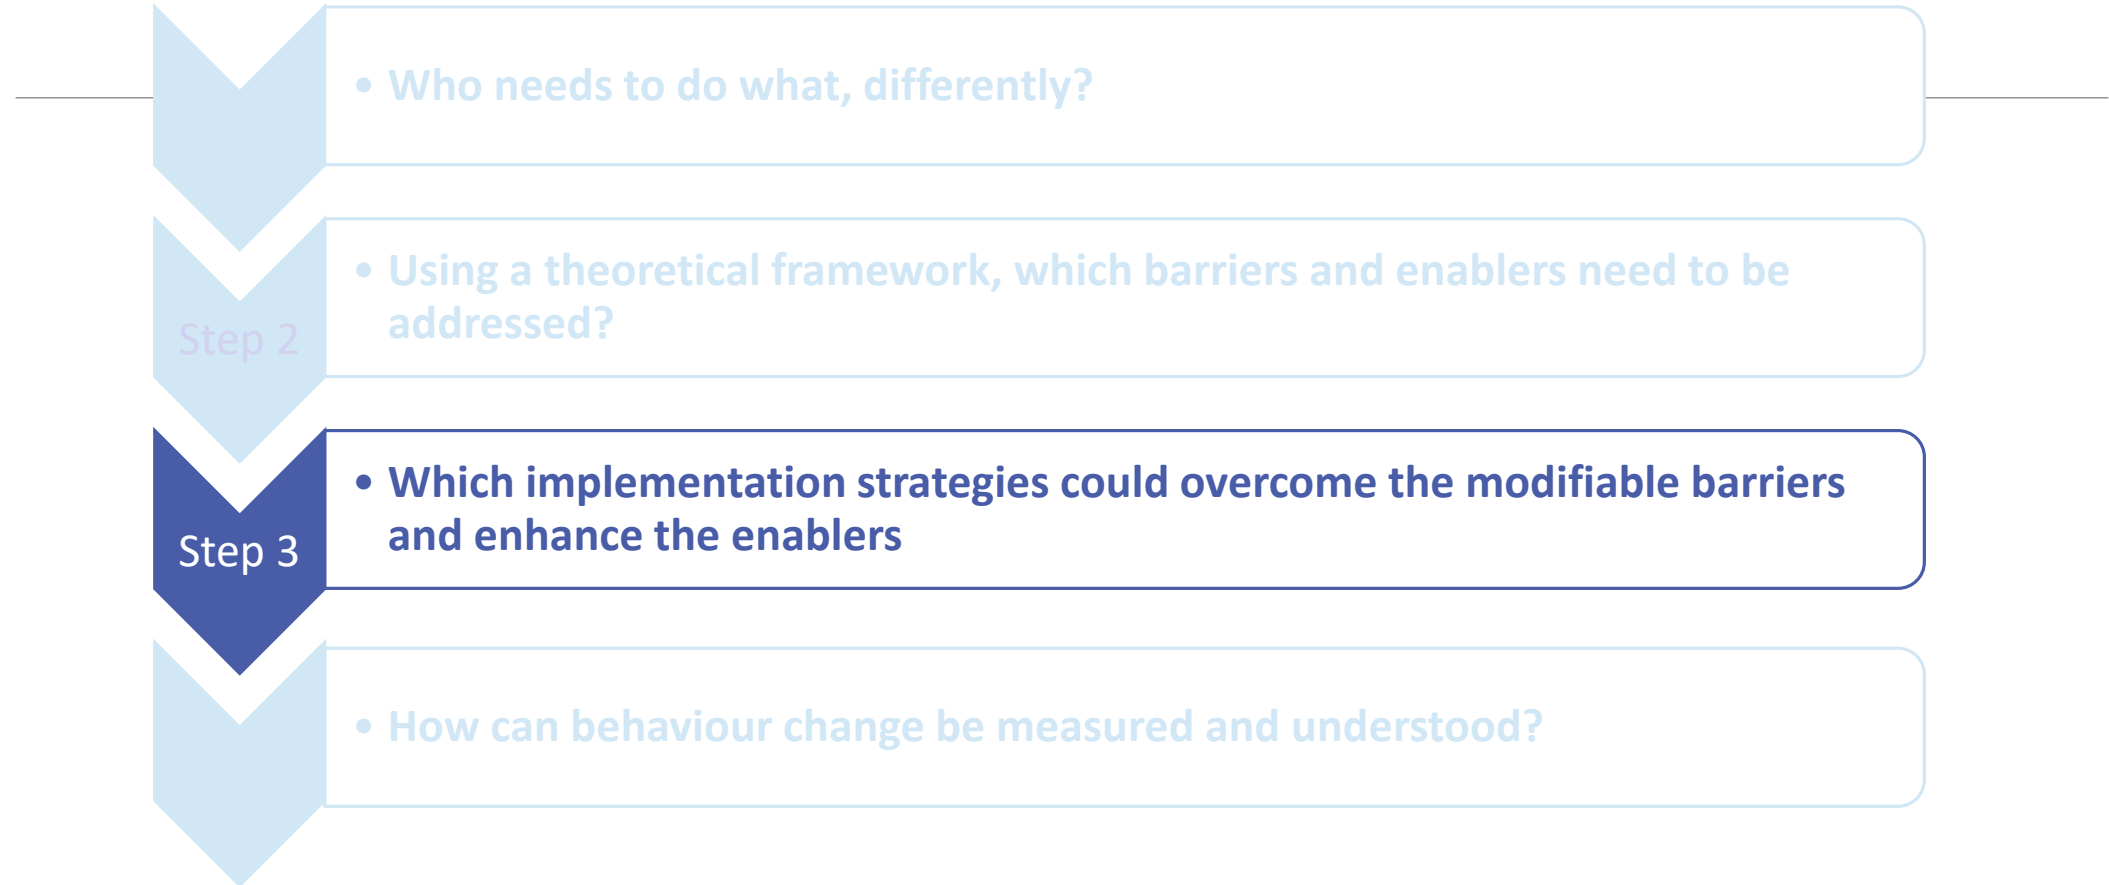 • Who needs to do what, differently?
• Using a theoretical framework, which barriers and enablers need to be
addressed?
Step 2
• Which implementation strategies could overcome the modifiable barriers
and enhance the enablers
Step 3
• How can behaviour change be measured and understood?